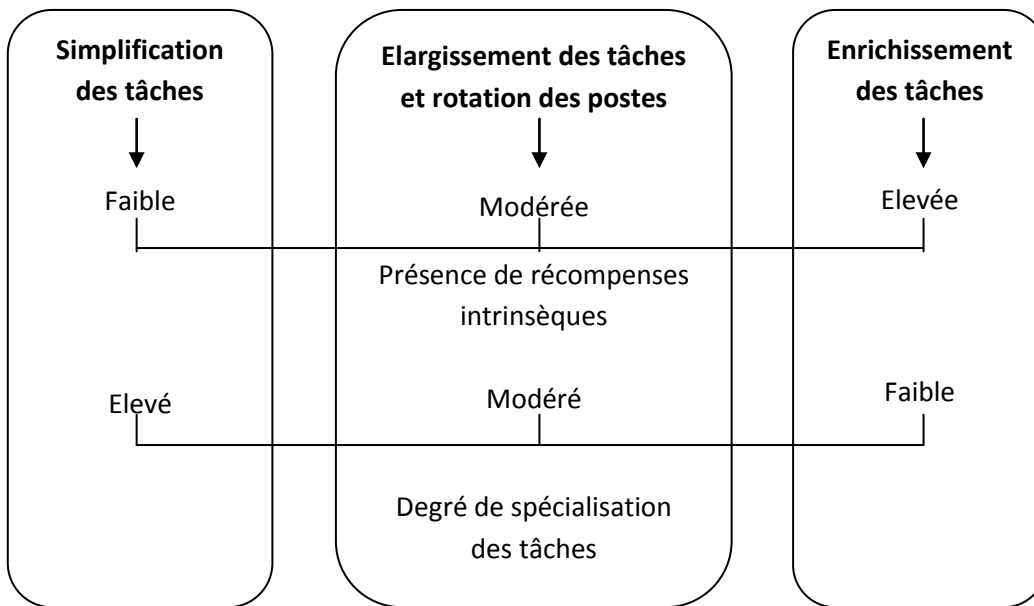 Simplification
des tâches
Elargissement des tâches
et rotation des postes
Enrichissement
des tâches
Faible
Modérée
Elevée
Présence de récompenses
intrinsèques
Elevé
Modéré
Faible
Degré de spécialisation
des tâches